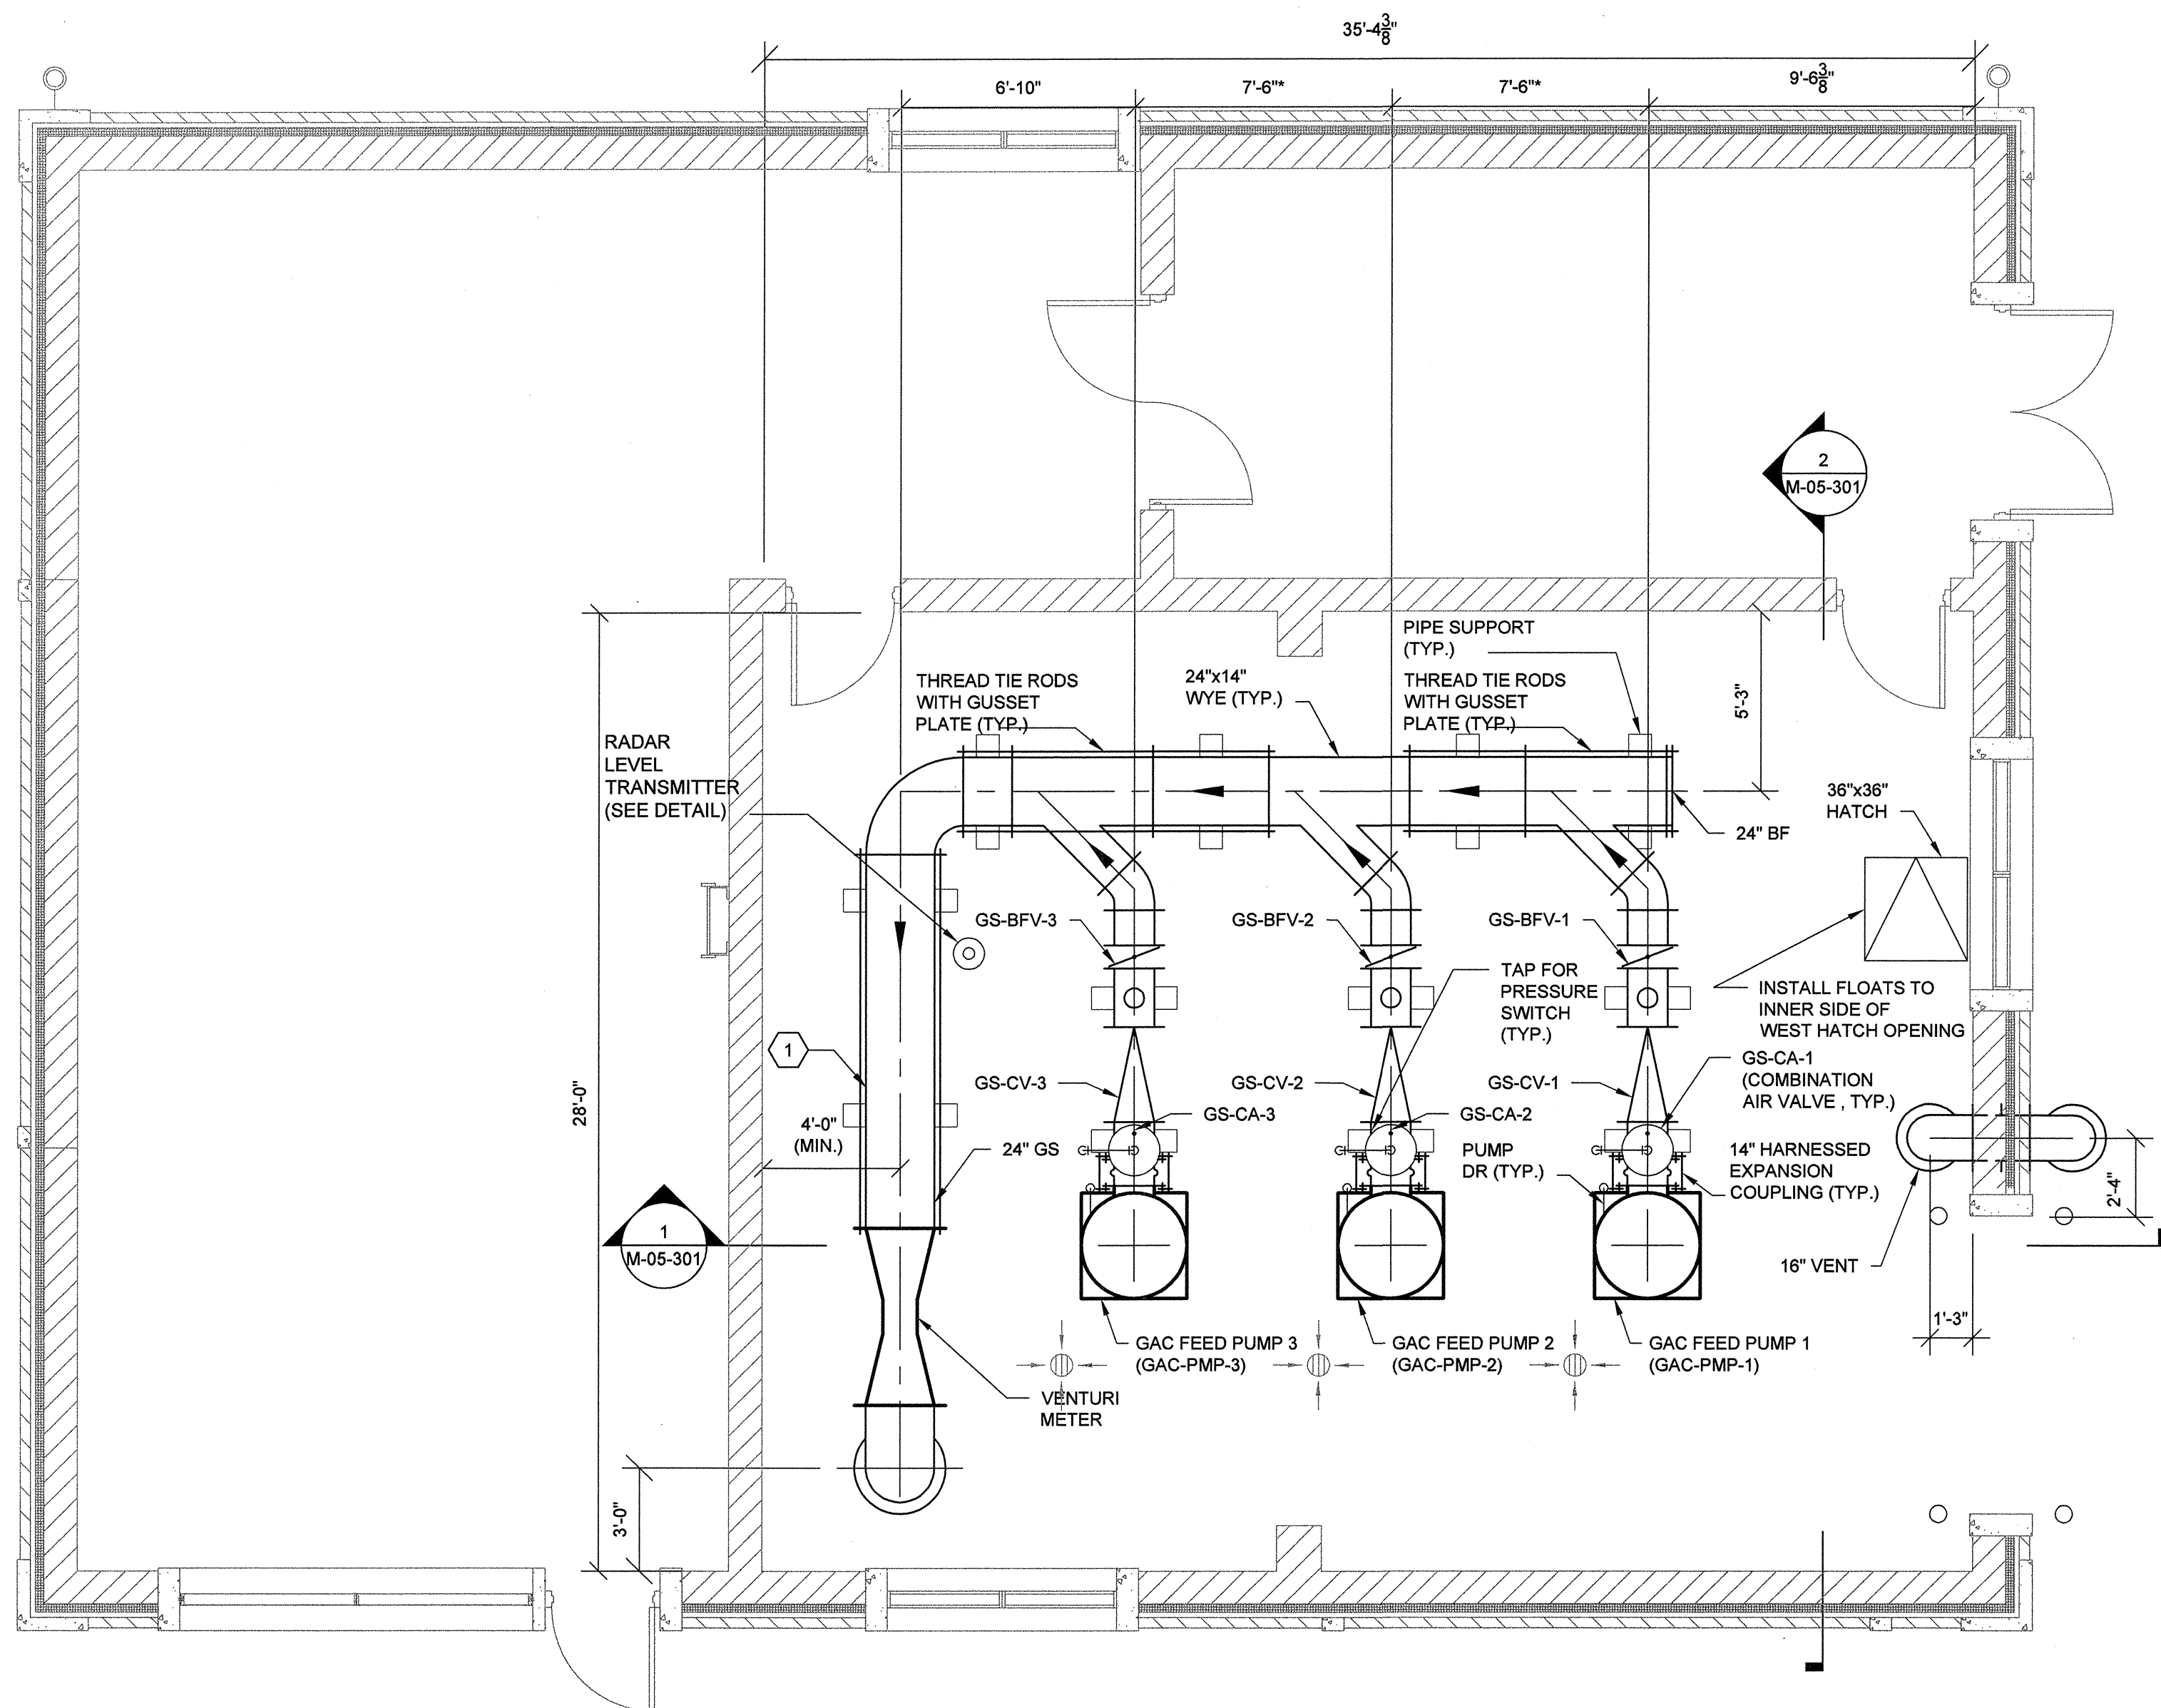 35'-4 3/8"
6'-10"
7'-6"*
7'-6"*
9'-6 3/8"
2
M-05-301
PIPE SUPPORT
(TYP.)
THREAD TIE RODS
WITH GUSSET
PLATE (TYP.)
24"x14"
WYE (TYP.)
THREAD TIE RODS
WITH GUSSET
PLATE (TYP.)
5'-3"
RADAR
LEVEL
TRANSMITTER
(SEE DETAIL)
36"x36"
HATCH
24" BF
GS-BFV-3
GS-BFV-2
GS-BFV-1
TAP FOR
PRESSURE
SWITCH
(TYP.)
INSTALL FLOATS TO
INNER SIDE OF
WEST HATCH OPENING
1
GS-CV-3
GS-CV-2
GS-CV-1
GS-CA-1
(COMBINATION
AIR VALVE , TYP.)
28'-0"
4'-0"
(MIN.)
GS-CA-3
GS-CA-2
24" GS
PUMP
DR (TYP.)
14" HARNESSED
EXPANSION
COUPLING (TYP.)
2'-4"
1
M-05-301
16" VENT
1'-3"
GAC FEED PUMP 3
(GAC-PMP-3)
GAC FEED PUMP 2
(GAC-PMP-2)
GAC FEED PUMP 1
(GAC-PMP-1)
VENTURI
METER
3'-0"